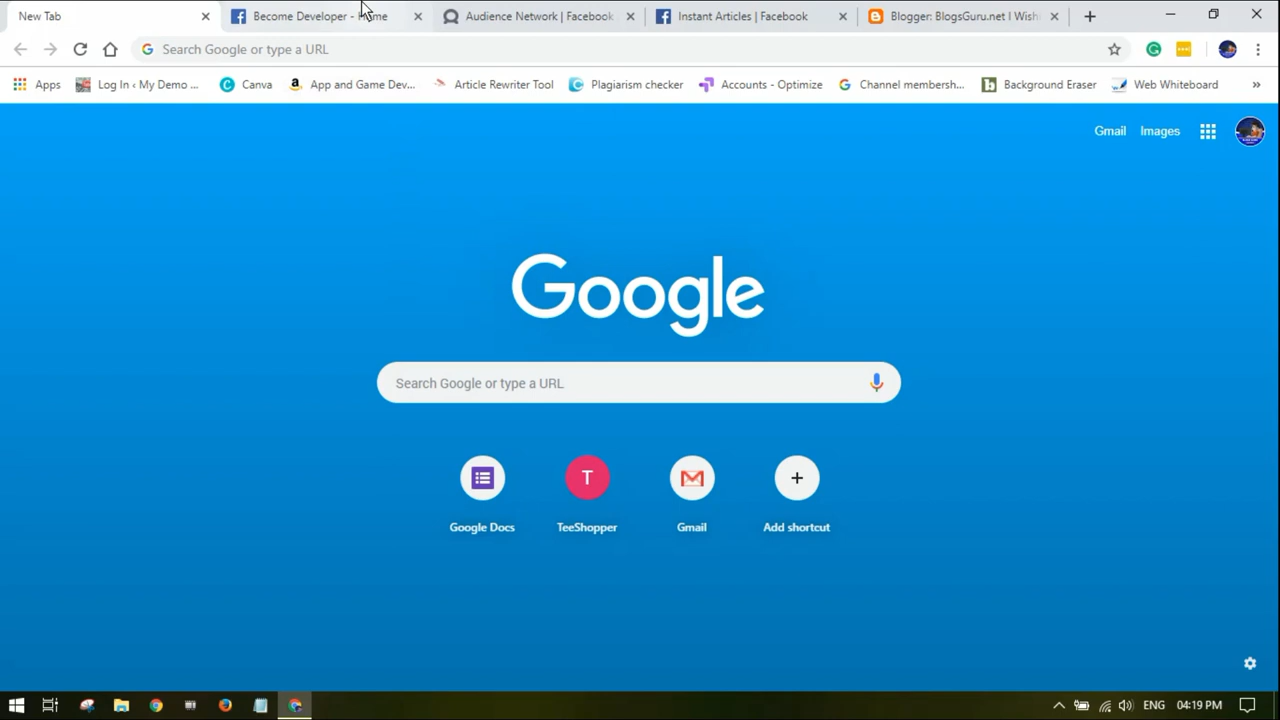 New Tab
Become Developer - Home
Audience Network | Facebook
Instant Articles | Facebook
Blogger: BlogsGuru.net I Wish
Search Google or type a URL
Apps
Log In ‹ My Demo ...
Canva
App and Game Dev...
Article Rewriter Tool
Plagiarism checker
Accounts - Optimize
Channel membersh...
Background Eraser
Web Whiteboard
»
Gmail
Images
Google
Search Google or type a URL
T
Google Docs
TeeShopper
Gmail
Add shortcut
ENG
04:19 PM